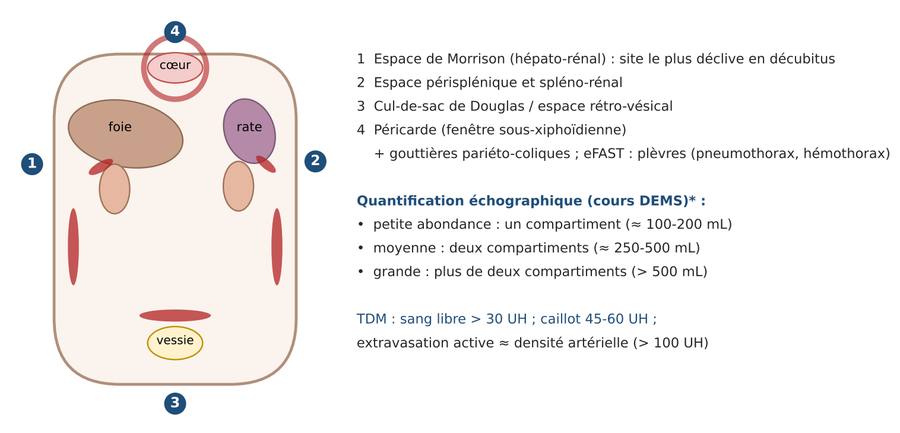 4
cœur
foie
rate
1
2
vessie
3
1 Espace de Morrison (hépato-rénal) : site le plus déclive en décubitus
2 Espace périsplénique et spléno-rénal
3 Cul-de-sac de Douglas / espace rétro-vésical
4 Péricarde (fenêtre sous-xiphoïdienne)
+ gouttières pariéto-coliques ; eFAST : plèvres (pneumothorax, hémothorax)
Quantification échographique (cours DEMS)* :
• petite abondance : un compartiment (≈ 100-200 mL)
• moyenne : deux compartiments (≈ 250-500 mL)
• grande : plus de deux compartiments (> 500 mL)
TDM : sang libre > 30 UH ; caillot 45-60 UH ;
extravasation active ≈ densité artérielle (> 100 UH)